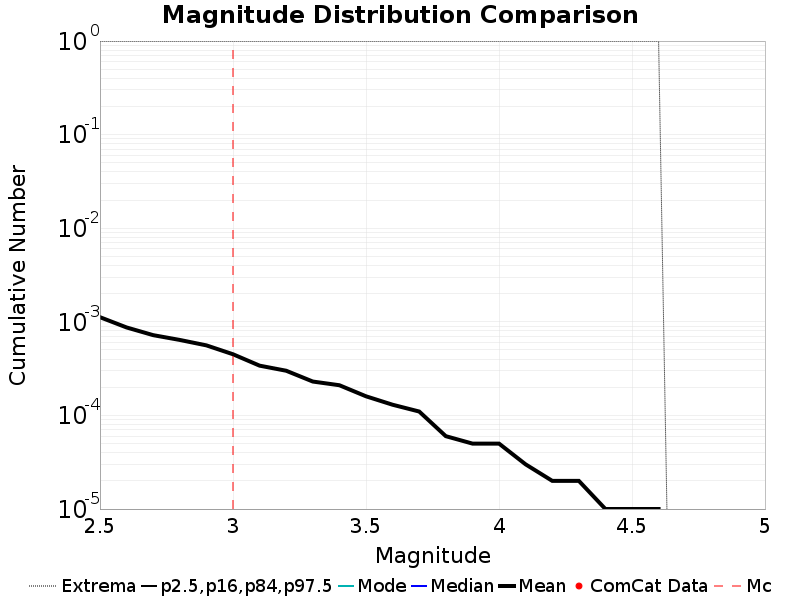 Magnitude Distribution Comparison
Cumulative Number
10^0
10^-1
10^-2
10^-3
10^-4
10^-5
2.5 3 3.5 4 4.5 5
Magnitude
Extrema p2.5,p16,p84,p97.5 Mode Median Mean ComCat Data Mc